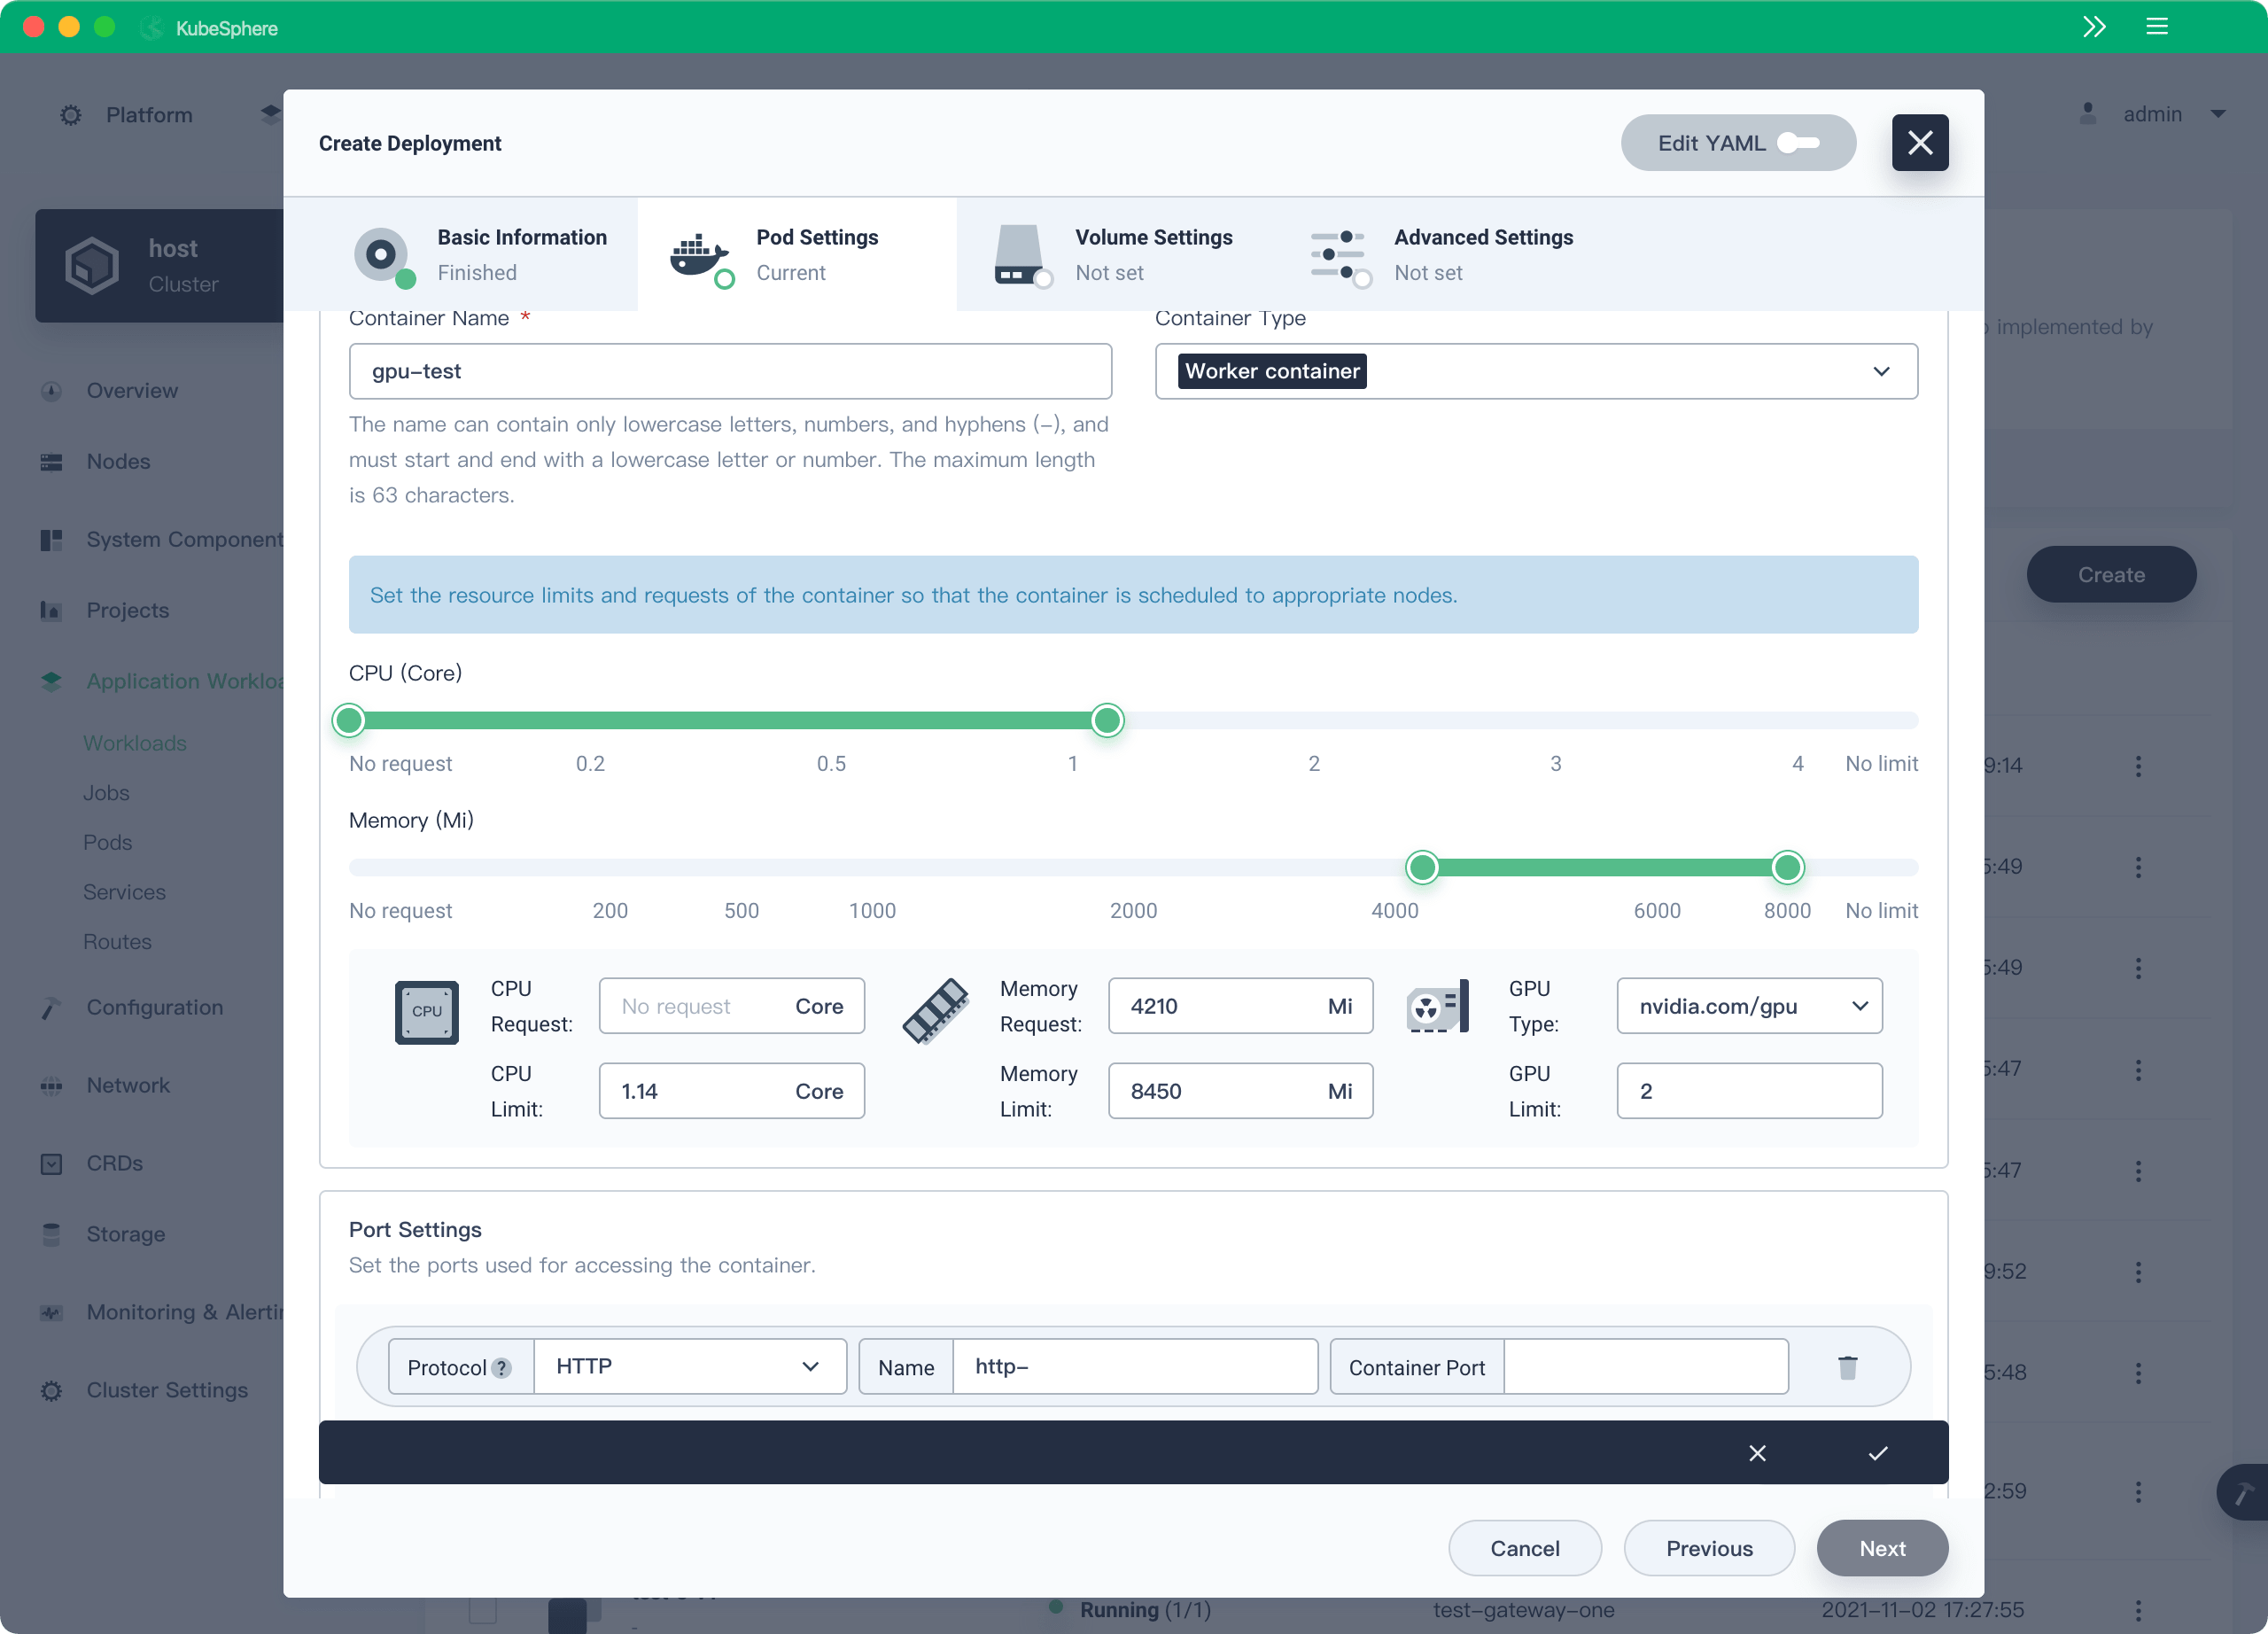 KubeSphere
Platform
admin
host
Cluster
Overview
Nodes
System Component
Projects
Application Workloa
Workloads
Jobs
Pods
Services
Routes
Configuration
Network
CRDs
Storage
Monitoring & Alertin
Cluster Settings
Create Deployment
Edit YAML
Basic Information
Finished
Pod Settings
Current
Volume Settings
Not set
Advanced Settings
Not set
Container Name *
gpu-test
The name can contain only lowercase letters, numbers, and hyphens (-), and
must start and end with a lowercase letter or number. The maximum length
is 63 characters.
Container Type
Worker container
Set the resource limits and requests of the container so that the container is scheduled to appropriate nodes.
CPU (Core)
No request 0.2 0.5 1 2 3 4 No limit
Memory (Mi)
No request 200 500 1000 2000 4000 6000 8000 No limit
CPU
CPU
Request:
No request Core
CPU
Limit:
1.14 Core
Memory
Request:
4210 Mi
Memory
Limit:
8450 Mi
GPU
Type:
nvidia.com/gpu
GPU
Limit:
2
Port Settings
Set the ports used for accessing the container.
Protocol ? HTTP Name http- Container Port
Cancel Previous Next
implemented by
Create
9:14
5:49
5:49
5:47
5:47
9:52
5:48
2:59
Running (1/1) test-gateway-one 2021-11-02 17:27:55
-